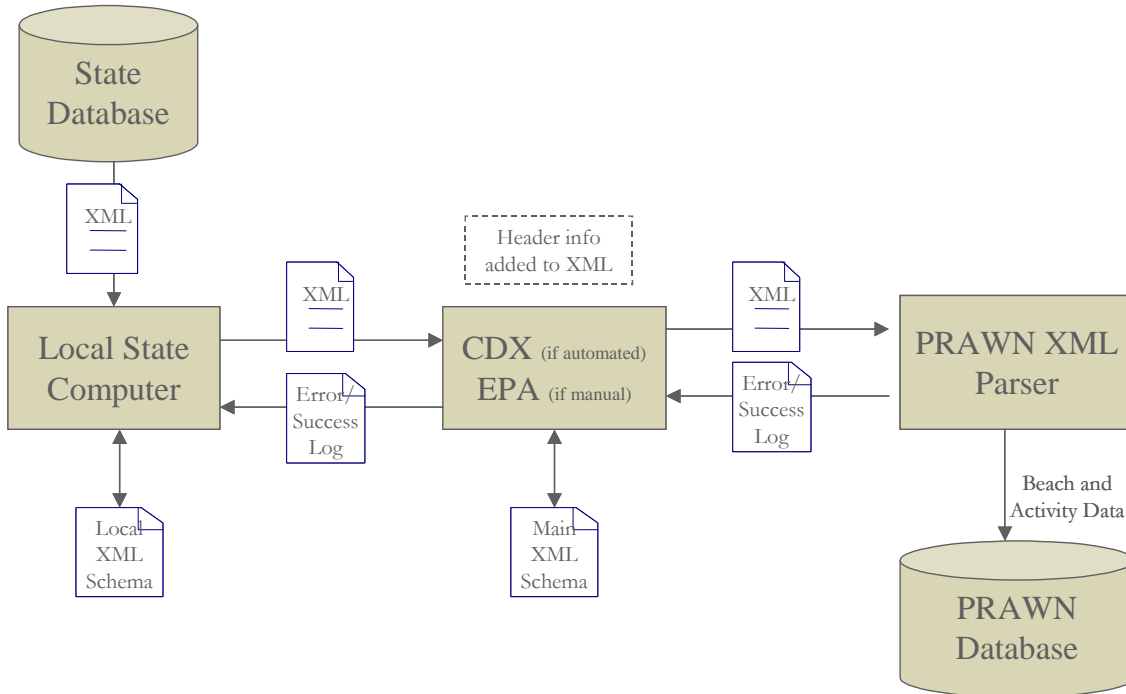 State
Database
XML
Header info
added to XML
XML
XML
Local State
Computer
CDX (if automated)
EPA (if manual)
PRAWN XML
Parser
Error/
Success
Log
Error/
Success
Log
Local
XML
Schema
Main
XML
Schema
Beach and
Activity Data
PRAWN
Database